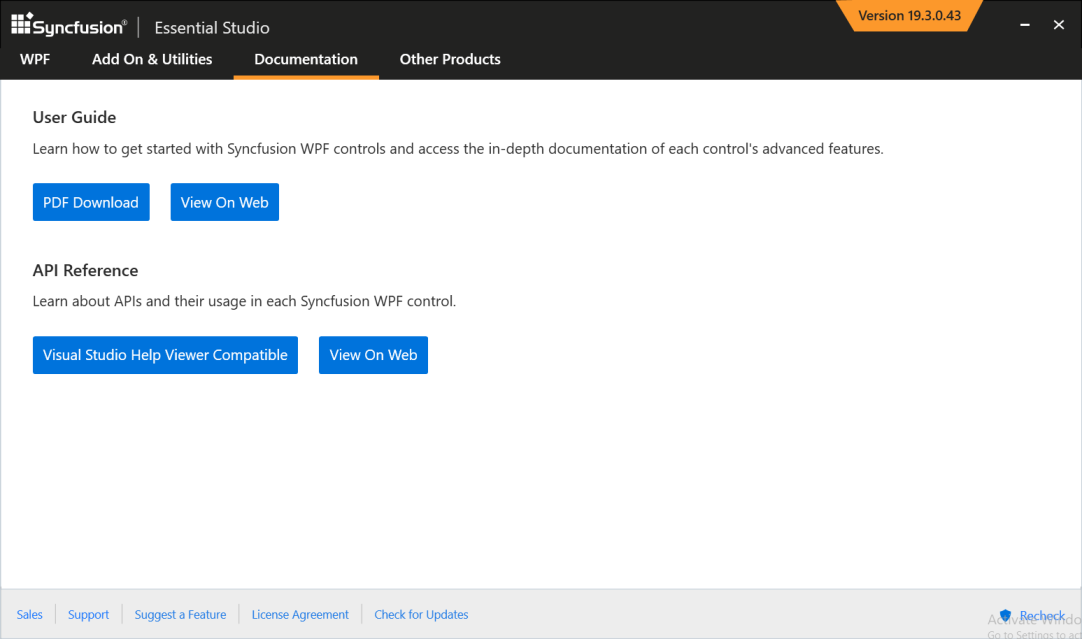 Syncfusion® Essential Studio
Version 19.3.0.43
WPF Add On & Utilities Documentation Other Products
User Guide
Learn how to get started with Syncfusion WPF controls and access the in-depth documentation of each control's advanced features.
PDF Download View On Web
API Reference
Learn about APIs and their usage in each Syncfusion WPF control.
Visual Studio Help Viewer Compatible View On Web
Sales Support Suggest a Feature License Agreement Check for Updates Recheck
Activate Windo
Go to Settings to act